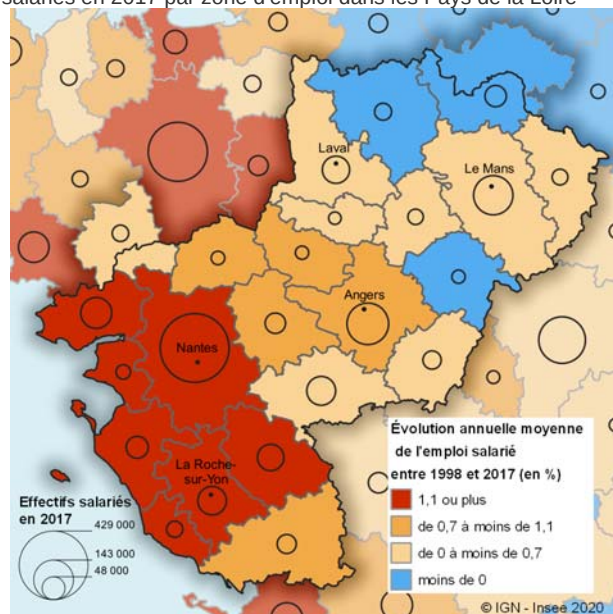 salariés en 2017 par zone d'emploi dans les Pays de la Loire
Laval
Le Mans
Angers
Nantes
La Roche-
sur-Yon
Effectifs salariés
en 2017
429 000
143 000
48 000
Évolution annuelle moyenne
de l'emploi salarié
entre 1998 et 2017 (en %)
1,1 ou plus
de 0,7 à moins de 1,1
de 0 à moins de 0,7
moins de 0
© IGN - Insee 2020